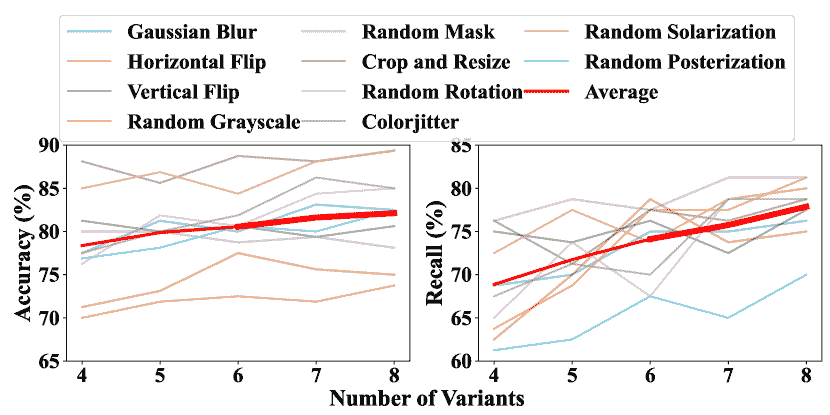 Gaussian Blur Random Mask Random Solarization
Horizontal Flip Crop and Resize Random Posterization
Vertical Flip Random Rotation Average
Random Grayscale Colorjitter
90
85
80
75
70
65
Accuracy (%)
4 5 6 7 8
85
80
75
70
65
60
Recall (%)
4 5 6 7 8
Number of Variants